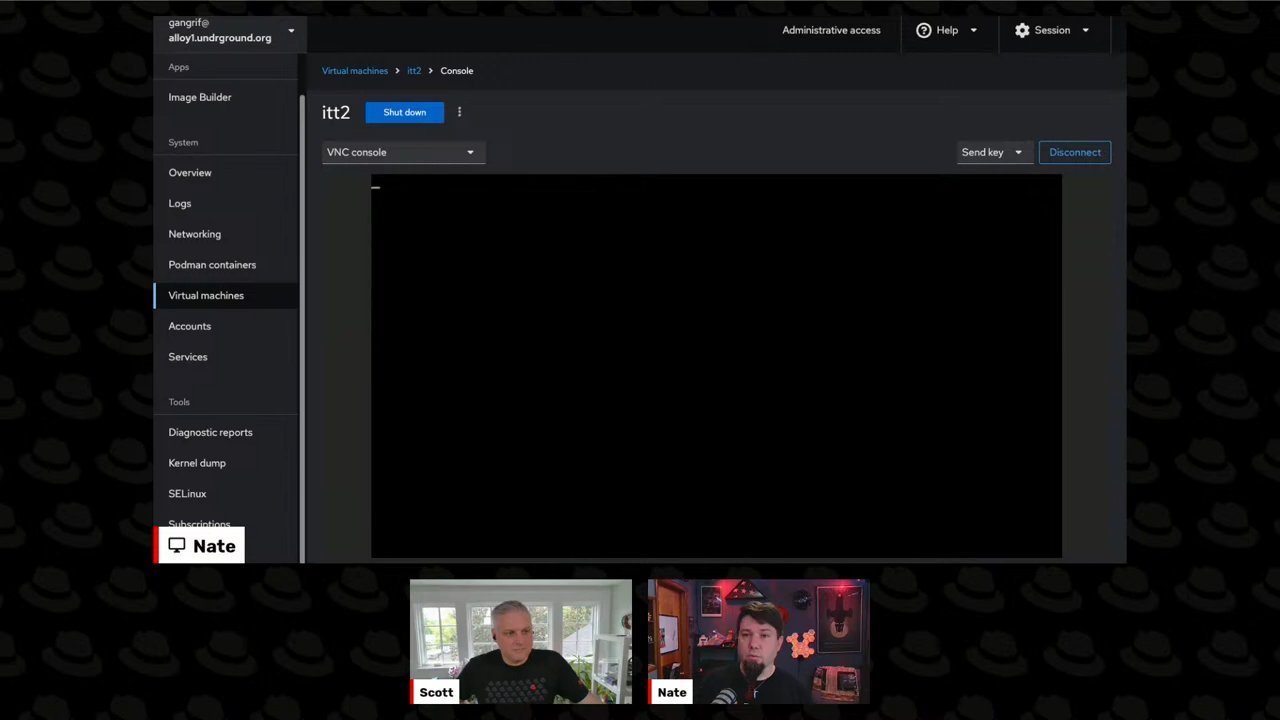 gangrif@
alloy1.undrground.org
Administrative access
Help
Session
Apps
Image Builder
System
Overview
Logs
Networking
Podman containers
Virtual machines
Accounts
Services
Tools
Diagnostic reports
Kernel dump
SELinux
Subscriptions
Virtual machines > itt2 > Console
itt2
Shut down
VNC console
Send key
Disconnect
Nate
Scott
Nate